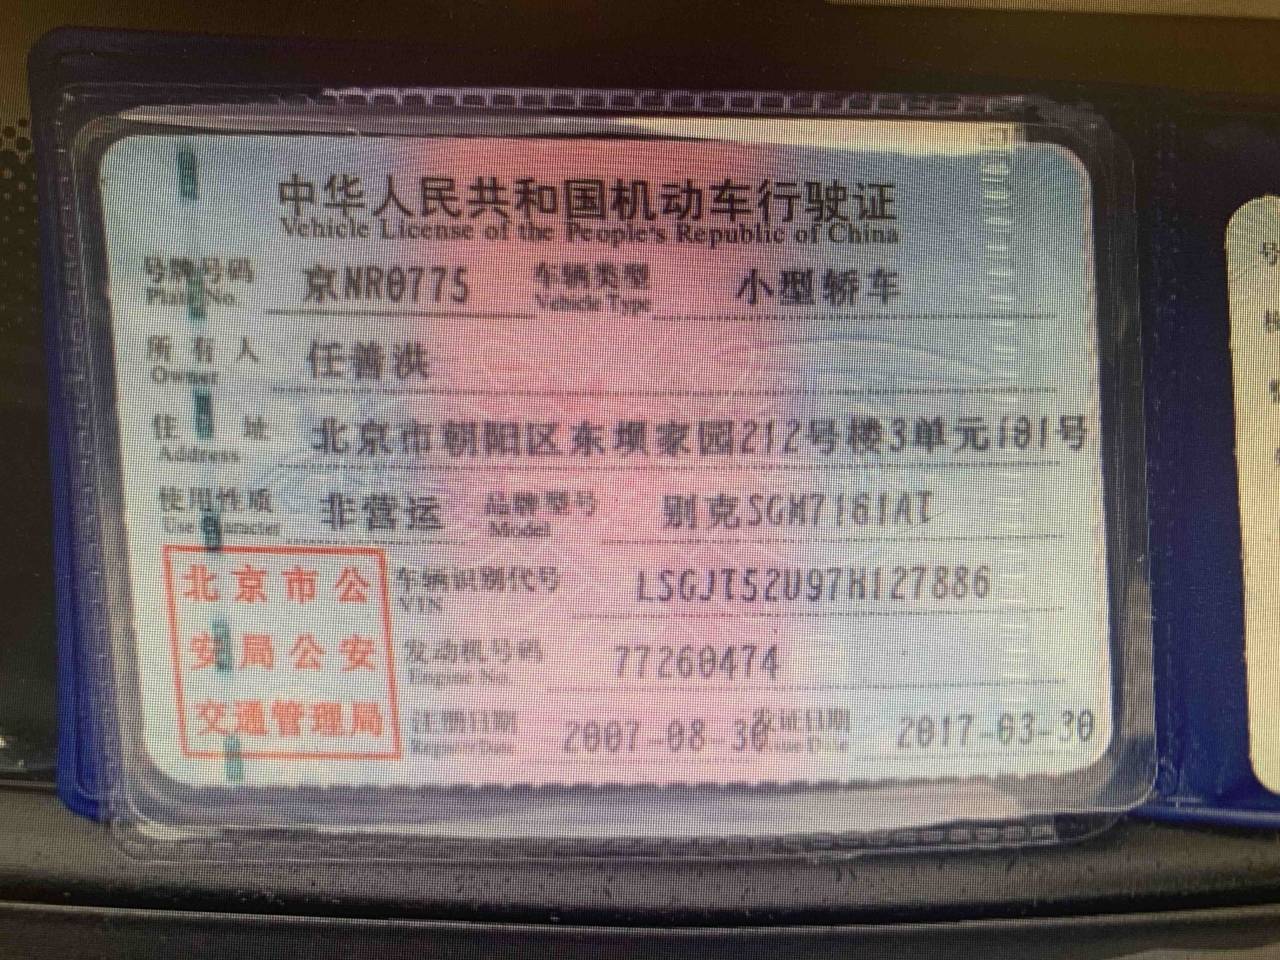 中华人民共和国机动车行驶证
Vehicle License of the People's Republic of China
号牌号码 京NR0775 车辆类型 小型轿车
Plate No. Vehicle Type
所有人 任善洪
Owner
住址 北京市朝阳区东坝家园212号楼3单元101号
Address
使用性质 非营运 品牌型号 别克SGM7161AT
Use Character Model
北京市公安局公安交通管理局
车辆识别代号 LSGJT52U97H127886
VIN
发动机号码 77260474
Engine No.
注册日期 2007-08-30 发证日期 2017-03-30
Register Date Issue Date
号